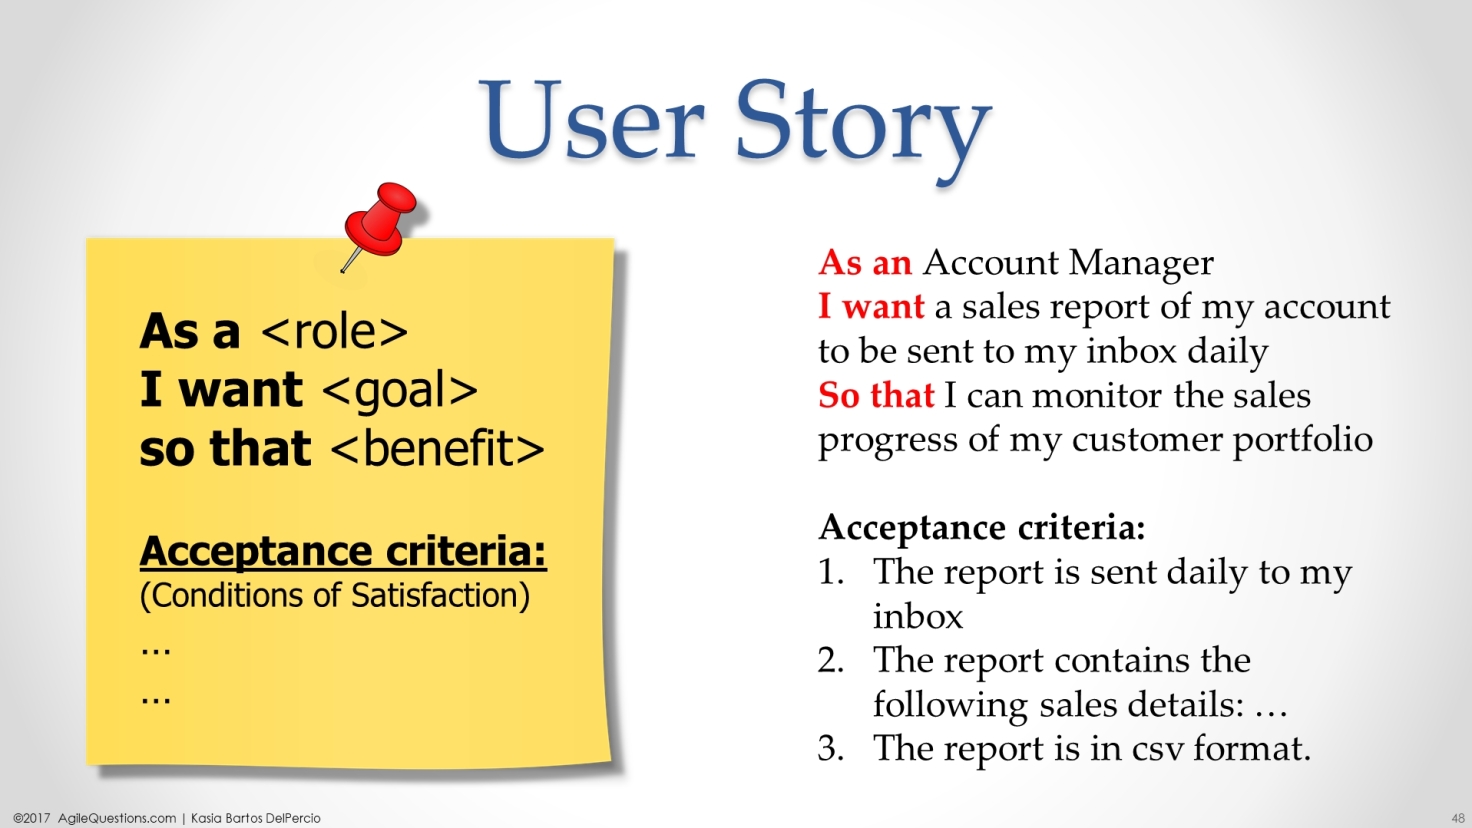 User Story
As a <role>
I want <goal>
so that <benefit>
Acceptance criteria:
(Conditions of Satisfaction)
...
...
As an Account Manager
I want a sales report of my account
to be sent to my inbox daily
So that I can monitor the sales
progress of my customer portfolio
Acceptance criteria:
1. The report is sent daily to my
inbox
2. The report contains the
following sales details: …
3. The report is in csv format.
©2017 AgileQuestions.com | Kasia Bartos DelPercio
48